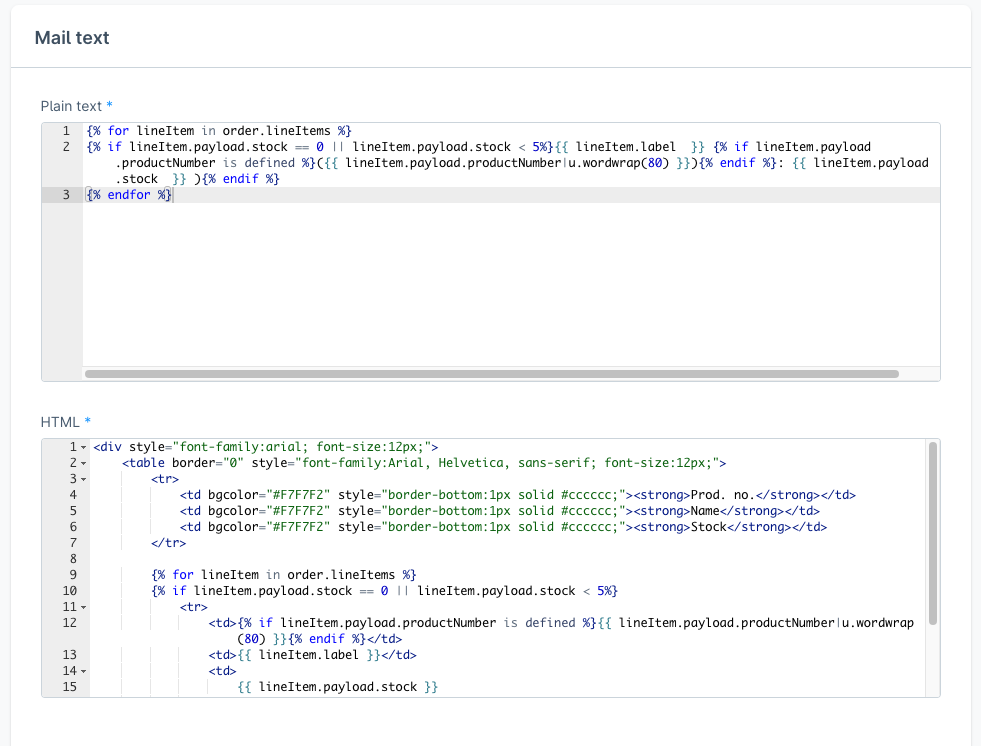 Mail text
Plain text *
1 {% for lineItem in order.lineItems %}
2 {% if lineItem.payload.stock == 0 || lineItem.payload.stock < 5%}{{ lineItem.label  }} {% if lineItem.payload
.productNumber is defined %}({{ lineItem.payload.productNumber|u.wordwrap(80) }}){% endif %}: {{ lineItem.payload
.stock  }} ){% endif %}
3 {% endfor %}
HTML *
1 <div style="font-family:arial; font-size:12px;">
2 <table border="0" style="font-family:Arial, Helvetica, sans-serif; font-size:12px;">
3 <tr>
4 <td bgcolor="#F7F7F2" style="border-bottom:1px solid #cccccc;"><strong>Prod. no.</strong></td>
5 <td bgcolor="#F7F7F2" style="border-bottom:1px solid #cccccc;"><strong>Name</strong></td>
6 <td bgcolor="#F7F7F2" style="border-bottom:1px solid #cccccc;"><strong>Stock</strong></td>
7 </tr>
8
9 {% for lineItem in order.lineItems %}
10 {% if lineItem.payload.stock == 0 || lineItem.payload.stock < 5%}
11 <tr>
12 <td>{% if lineItem.payload.productNumber is defined %}{{ lineItem.payload.productNumber|u.wordwrap
(80) }}{% endif %}</td>
13 <td>{{ lineItem.label }}</td>
14 <td>
15 {{ lineItem.payload.stock }}